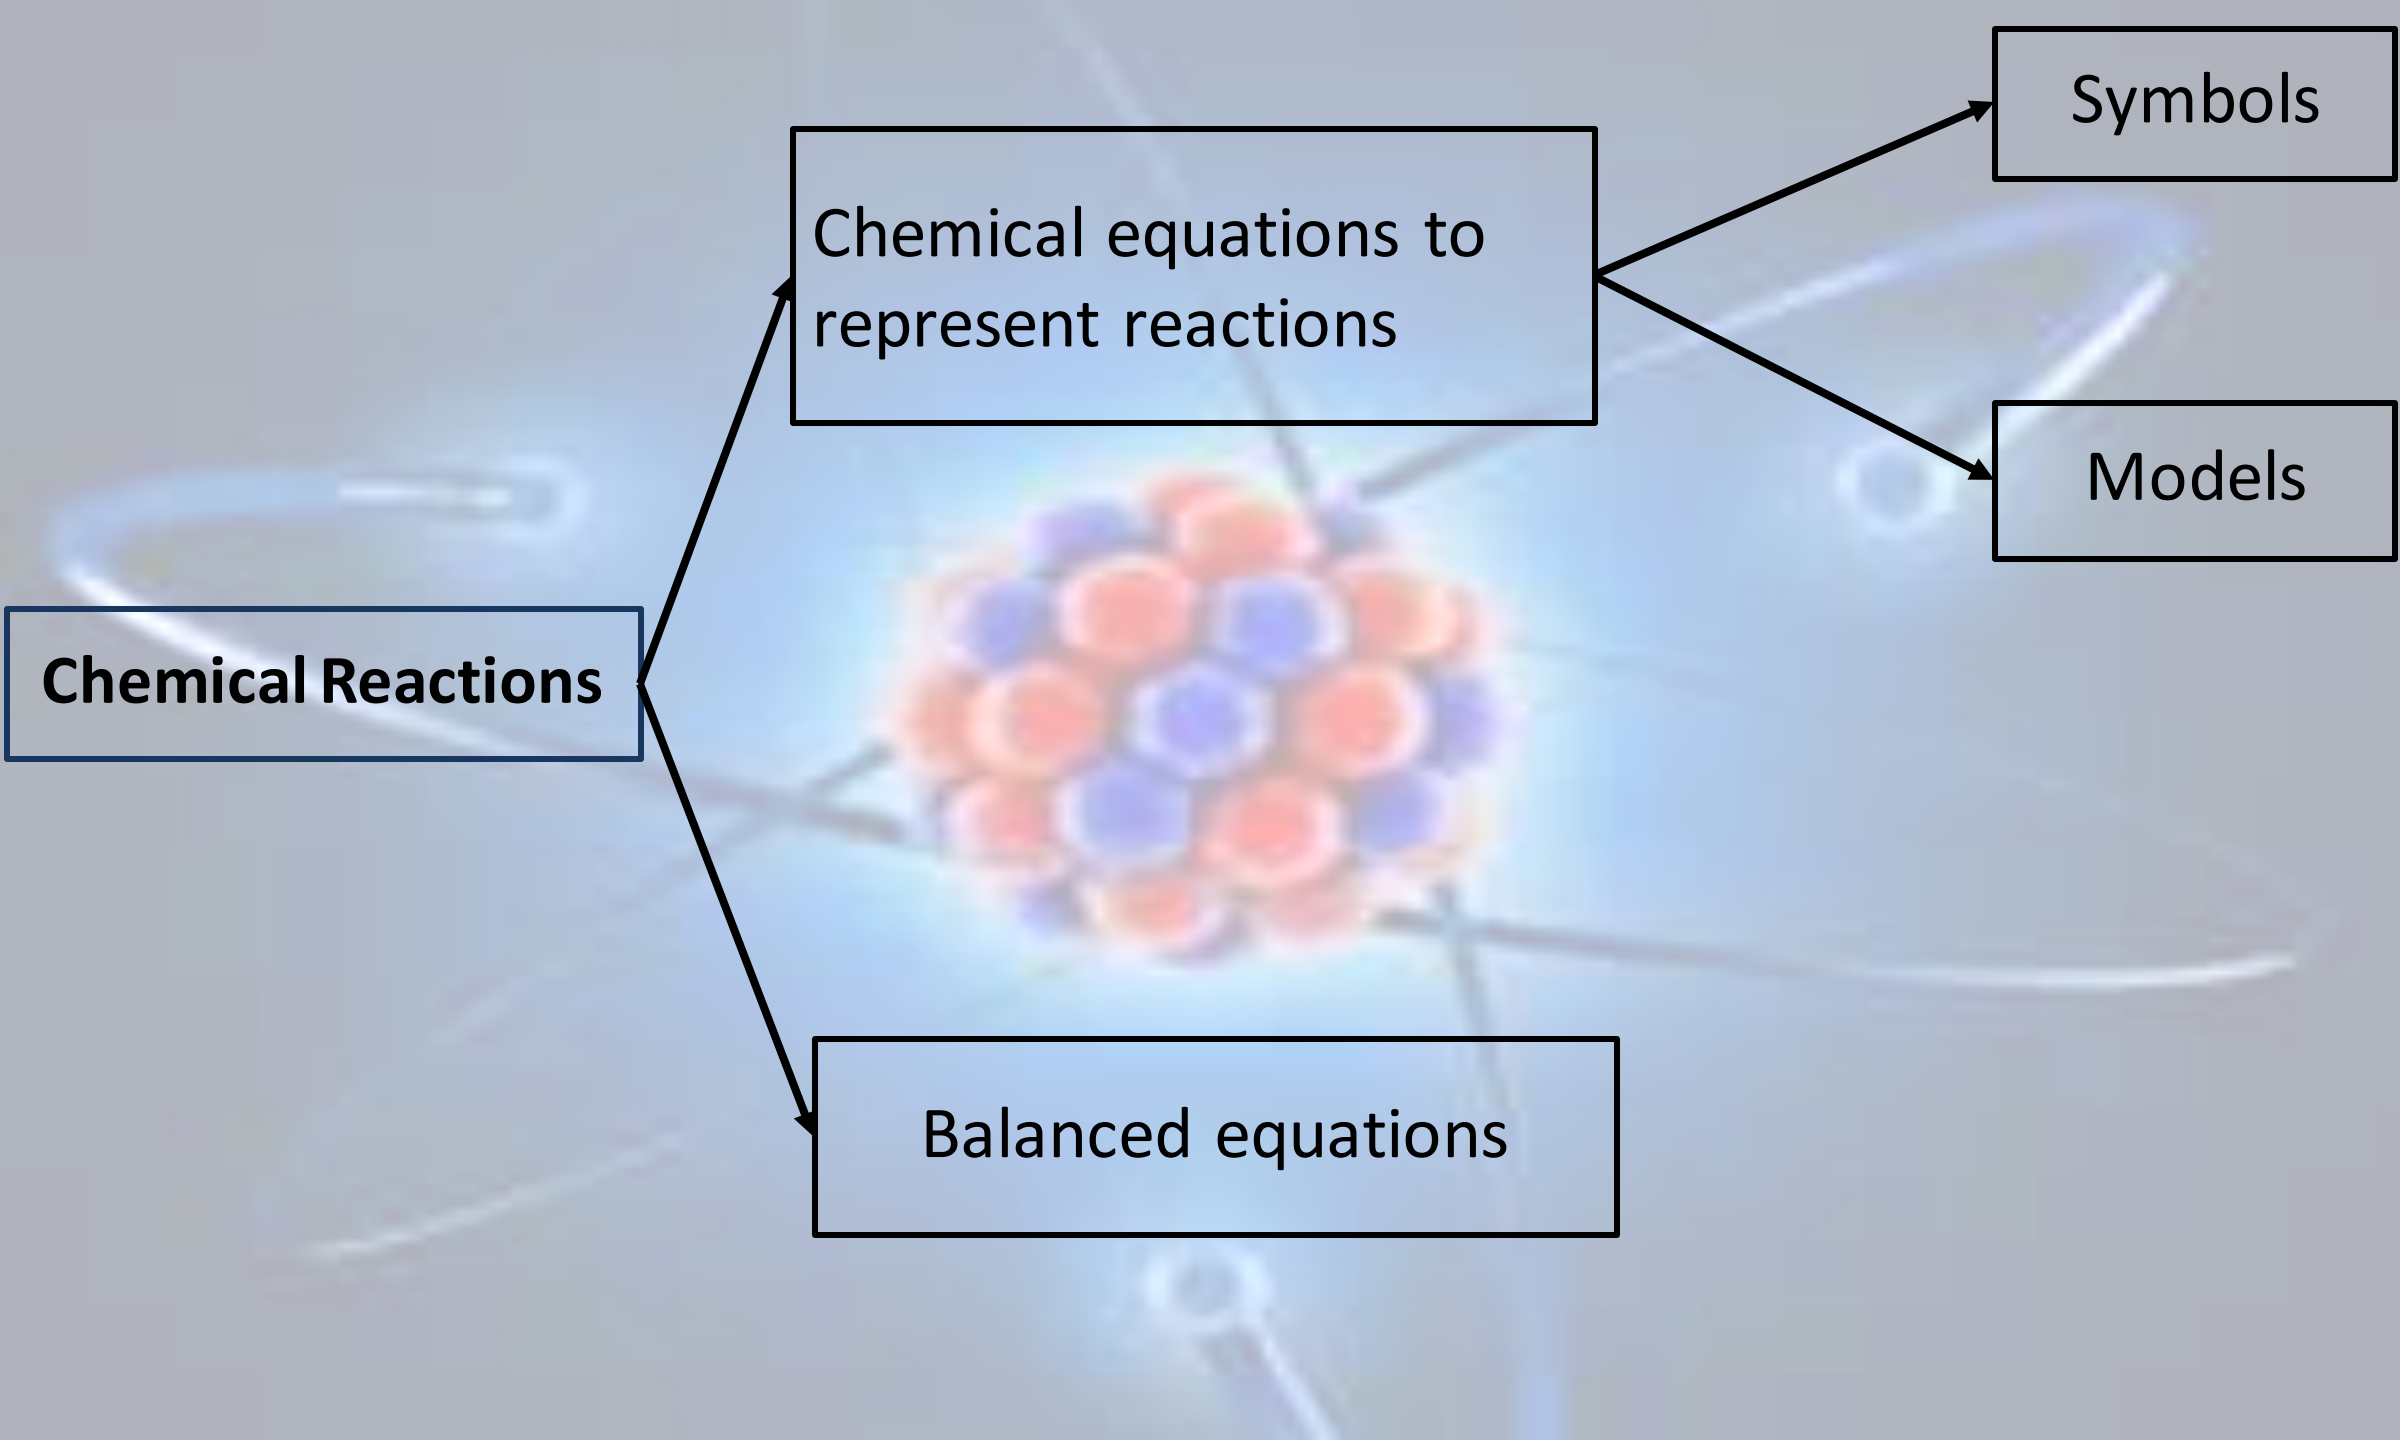 Symbols
Chemical equations to
represent reactions
Models
Chemical Reactions
Balanced equations